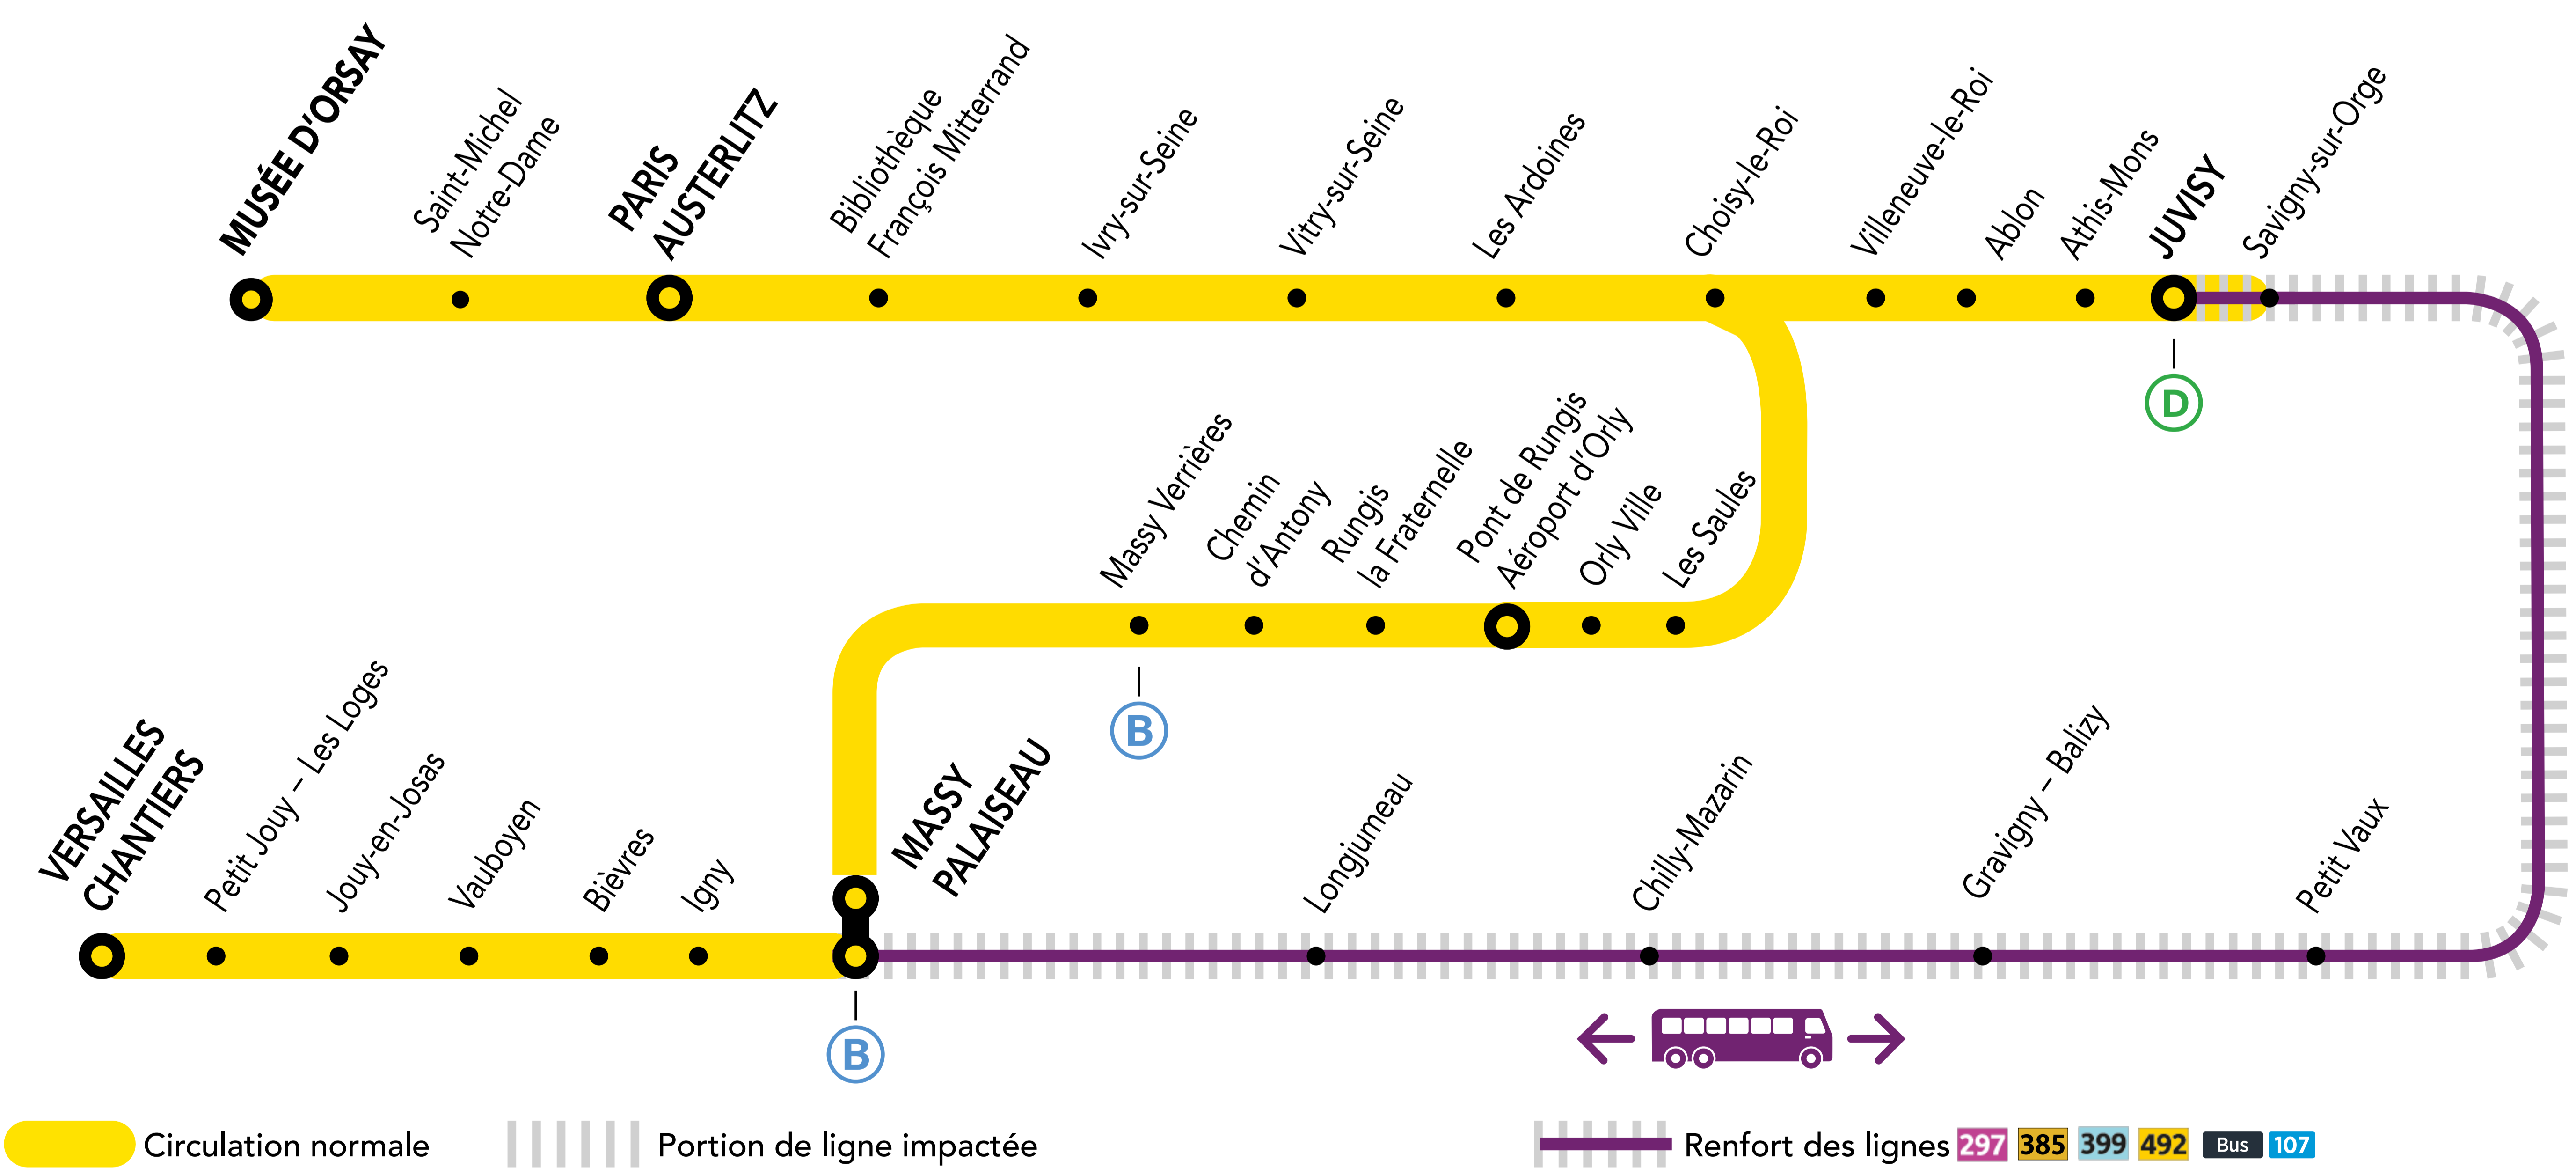 MUSÉE D'ORSAY
Saint-Michel
Notre-Dame
PARIS
AUSTERLITZ
Bibliothèque
François Mitterrand
Ivry-sur-Seine
Vitry-sur-Seine
Les Ardoines
Choisy-le-Roi
Villeneuve-le-Roi
Ablon
Athis-Mons
JUVISY
Savigny-sur-Orge
D
Massy Verrières
Chemin
d'Antony
Rungis
la Fraternelle
Pont de Rungis
Aéroport d'Orly
Orly Ville
Les Saules
B
VERSAILLES
CHANTIERS
Petit Jouy – Les Loges
Jouy-en-Josas
Vauboyen
Bièvres
Igny
MASSY
PALAISEAU
Longjumeau
Chilly-Mazarin
Gravigny – Balizy
Petit Vaux
B
Circulation normale
Portion de ligne impactée
Renfort des lignes 297 385 399 492 Bus 107